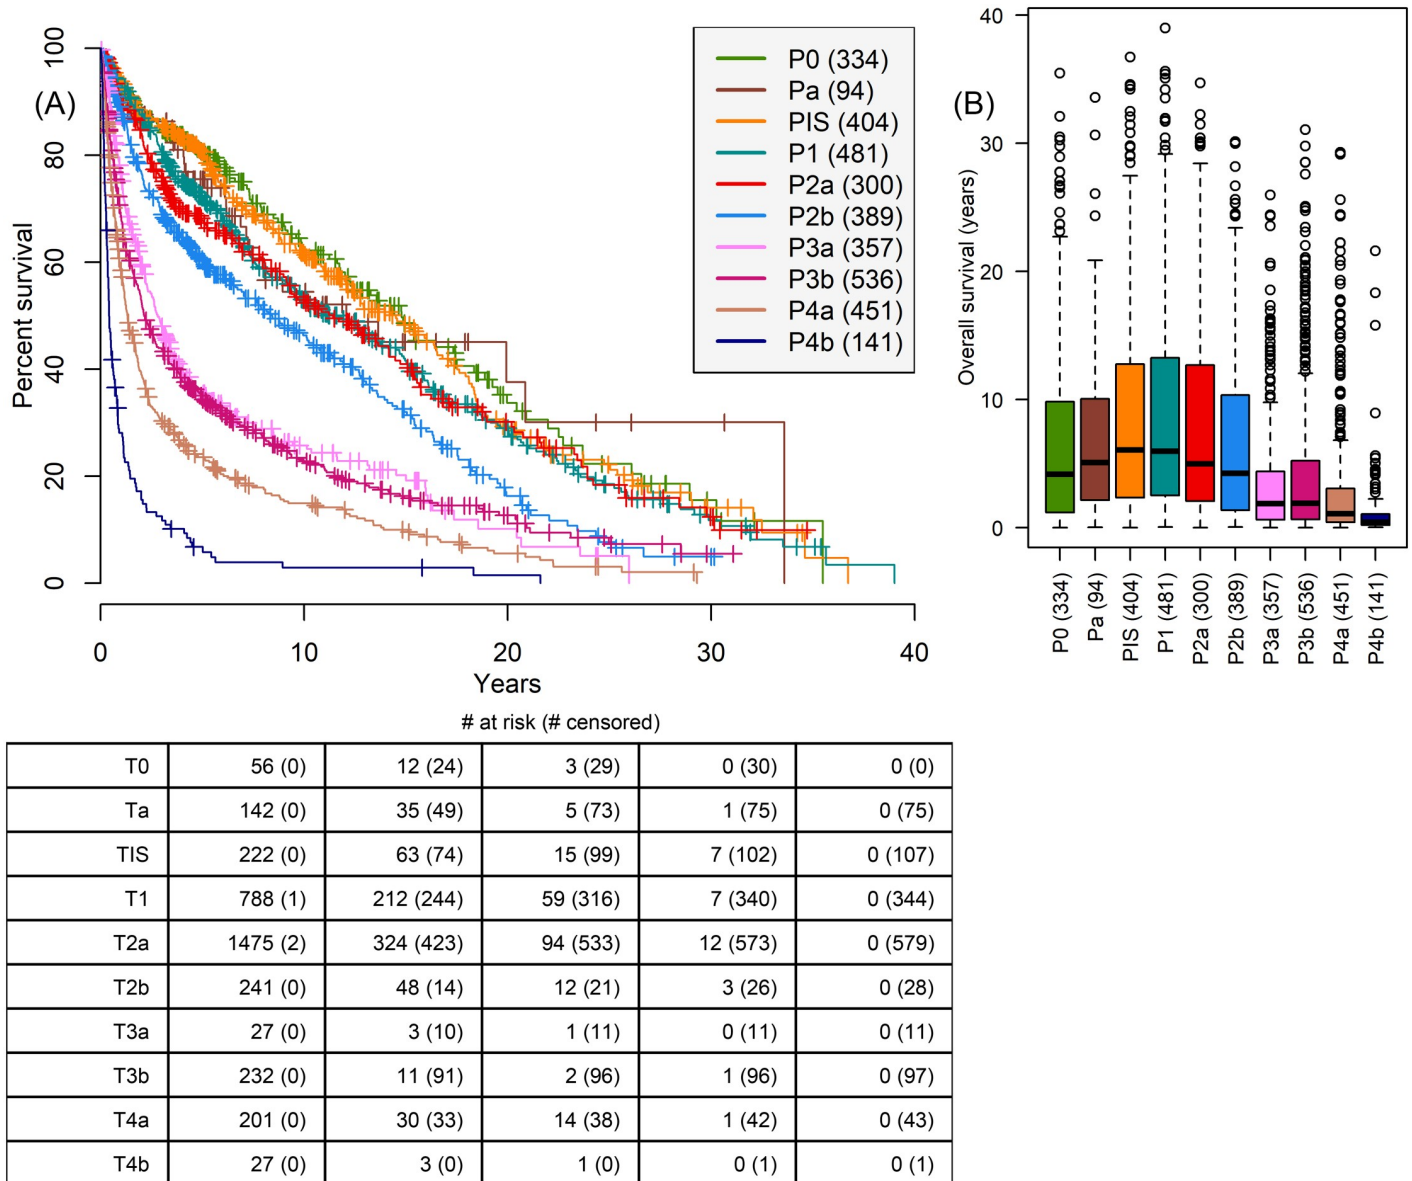 (A)
Percent survival
100
80
60
40
20
0
P0 (334)
Pa (94)
PIS (404)
P1 (481)
P2a (300)
P2b (389)
P3a (357)
P3b (536)
P4a (451)
P4b (141)
0 10 20 30 40
Years
(B)
Overall survival (years)
40
30
20
10
0
P0 (334)
Pa (94)
PIS (404)
P1 (481)
P2a (300)
P2b (389)
P3a (357)
P3b (536)
P4a (451)
P4b (141)
# at risk (# censored)
T0 56 (0) 12 (24) 3 (29) 0 (30) 0 (0)
Ta 142 (0) 35 (49) 5 (73) 1 (75) 0 (75)
TIS 222 (0) 63 (74) 15 (99) 7 (102) 0 (107)
T1 788 (1) 212 (244) 59 (316) 7 (340) 0 (344)
T2a 1475 (2) 324 (423) 94 (533) 12 (573) 0 (579)
T2b 241 (0) 48 (14) 12 (21) 3 (26) 0 (28)
T3a 27 (0) 3 (10) 1 (11) 0 (11) 0 (11)
T3b 232 (0) 11 (91) 2 (96) 1 (96) 0 (97)
T4a 201 (0) 30 (33) 14 (38) 1 (42) 0 (43)
T4b 27 (0) 3 (0) 1 (0) 0 (1) 0 (1)